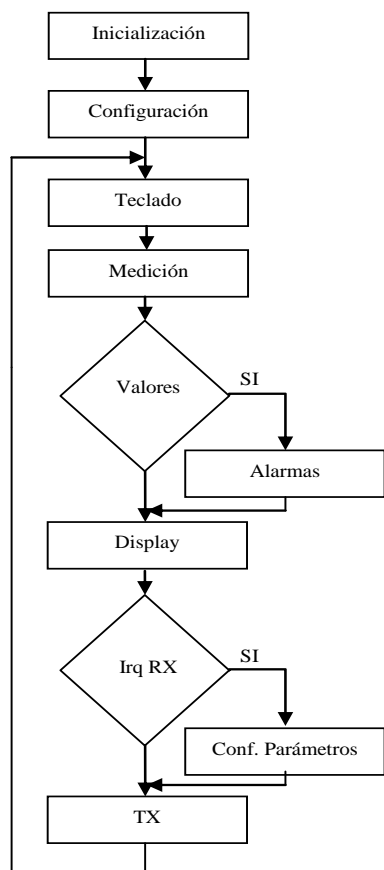 Inicialización
Configuración
Teclado
Medición
Valores
SI
Alarmas
Display
Irq RX
SI
Conf. Parámetros
TX